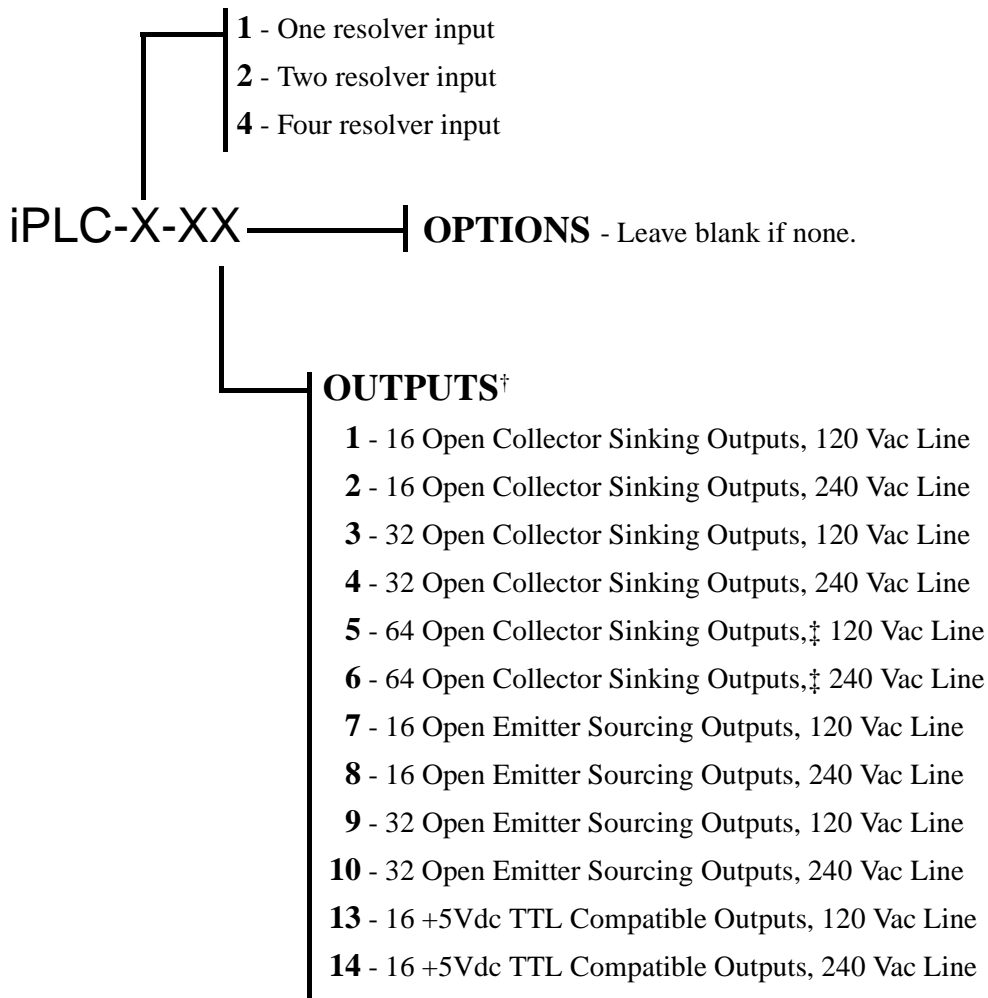 1 - One resolver input
2 - Two resolver input
4 - Four resolver input
iPLC-X-XX
OPTIONS - Leave blank if none.
OUTPUTS†
1 - 16 Open Collector Sinking Outputs, 120 Vac Line
2 - 16 Open Collector Sinking Outputs, 240 Vac Line
3 - 32 Open Collector Sinking Outputs, 120 Vac Line
4 - 32 Open Collector Sinking Outputs, 240 Vac Line
5 - 64 Open Collector Sinking Outputs,‡ 120 Vac Line
6 - 64 Open Collector Sinking Outputs,‡ 240 Vac Line
7 - 16 Open Emitter Sourcing Outputs, 120 Vac Line
8 - 16 Open Emitter Sourcing Outputs, 240 Vac Line
9 - 32 Open Emitter Sourcing Outputs, 120 Vac Line
10 - 32 Open Emitter Sourcing Outputs, 240 Vac Line
13 - 16 +5Vdc TTL Compatible Outputs, 120 Vac Line
14 - 16 +5Vdc TTL Compatible Outputs, 240 Vac Line